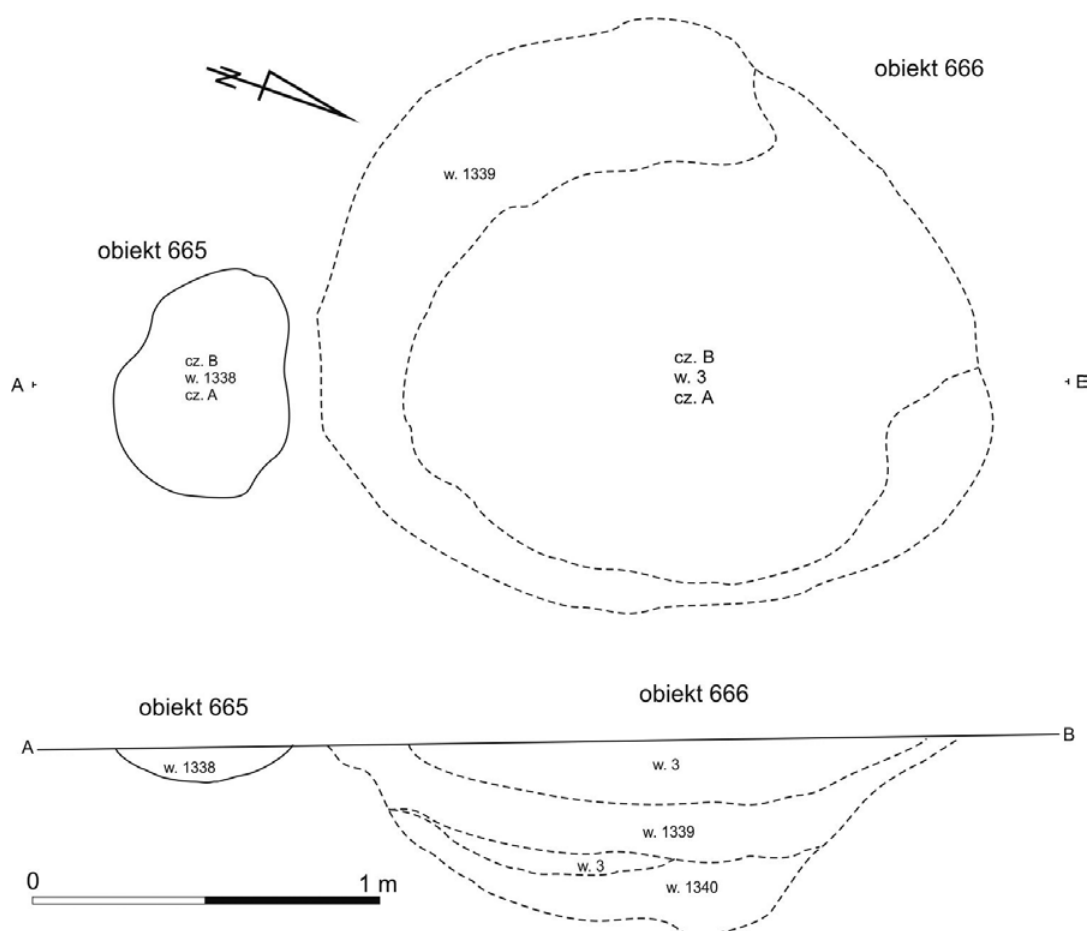 obiekt 666
N
w. 1339
obiekt 665
cz. B
w. 1338
cz. A
cz. B
w. 3
cz. A
A
B
obiekt 665
obiekt 666
A
B
w. 1338
w. 3
w. 1339
w. 3
w. 1340
0
1 m